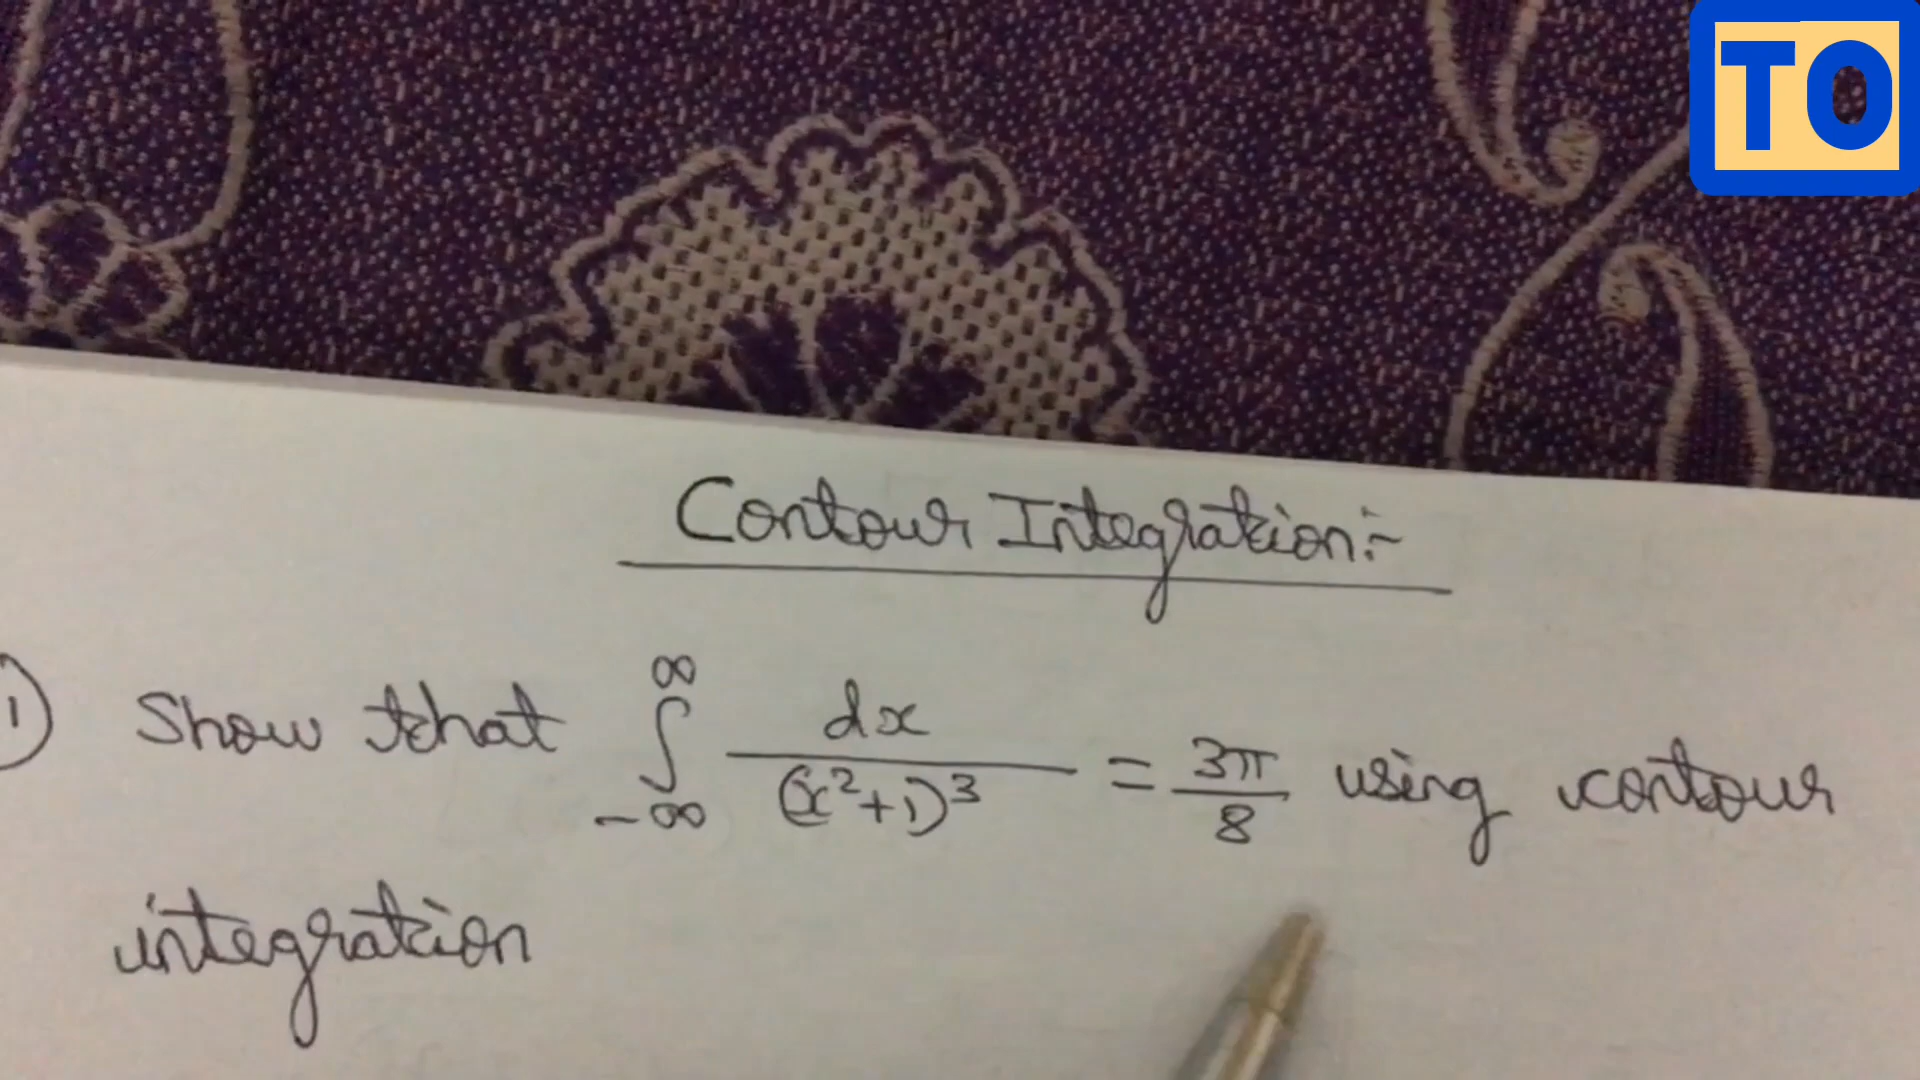 TO
Contour Integration:-
1) Show that ∫_{-∞}^{∞} dx/(x²+1)³ = 3π/8 using contour
integration